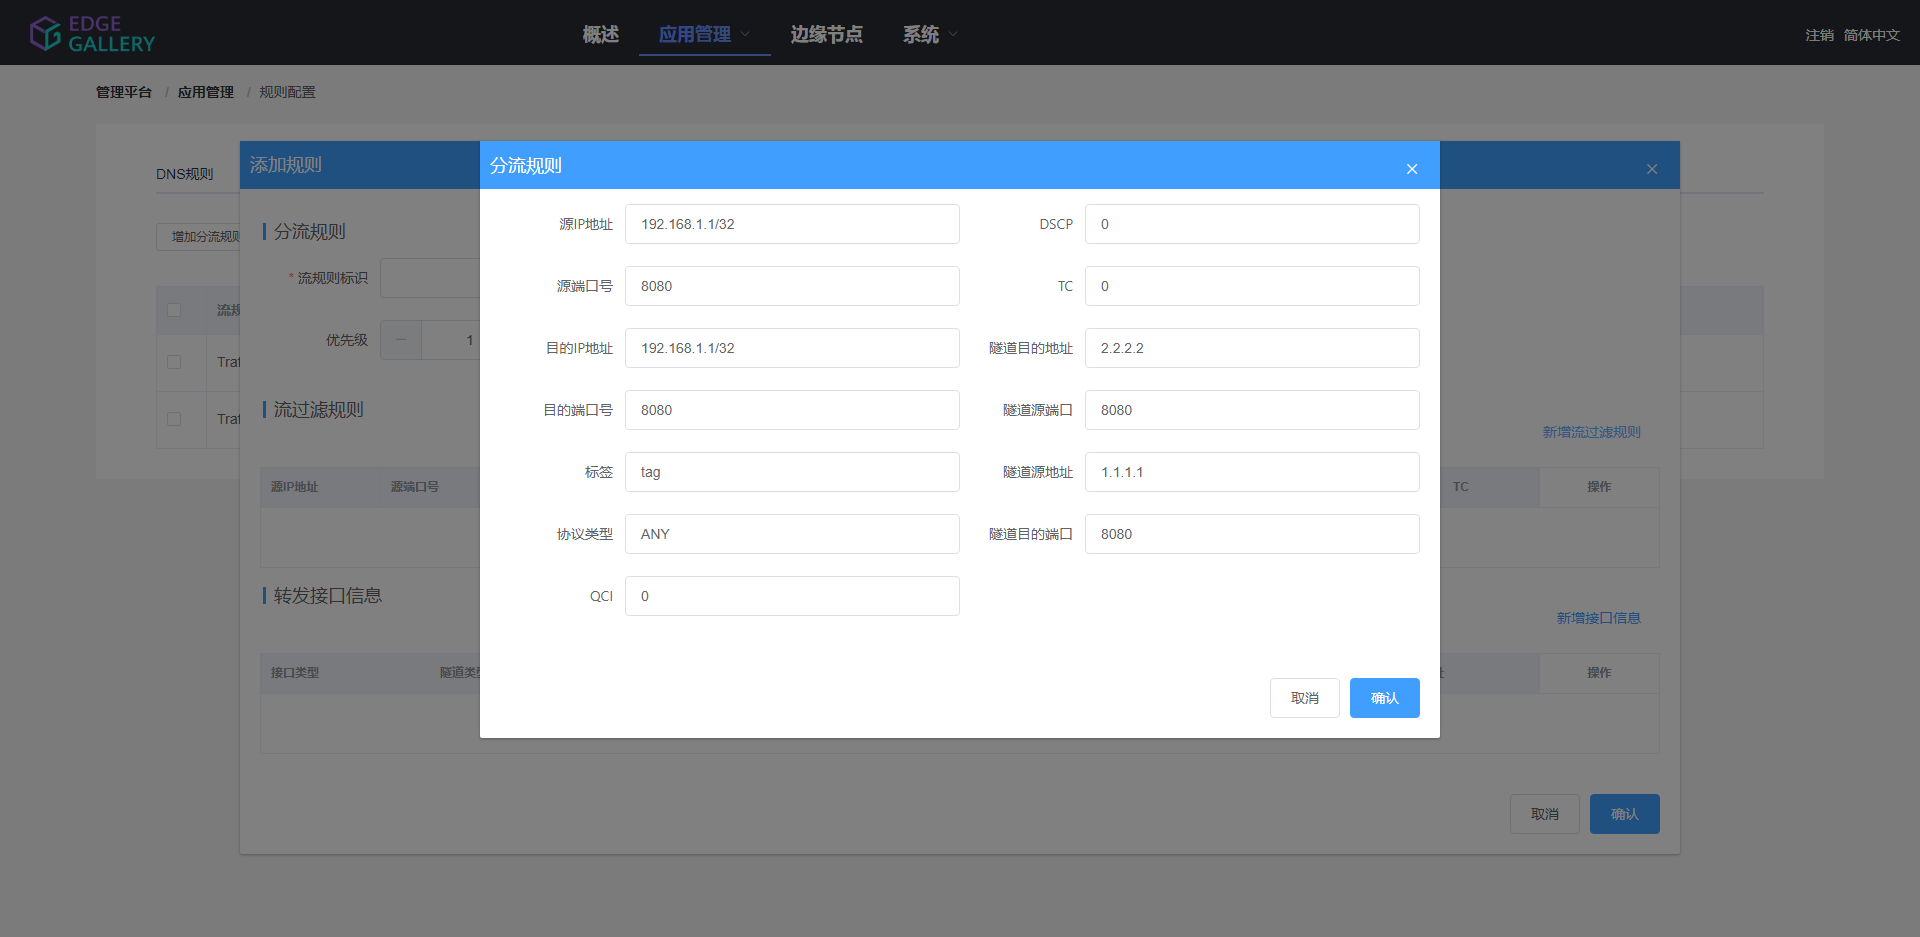 EDGE
GALLERY
概述 应用管理 边缘节点 系统
注销 简体中文
管理平台 / 应用管理 / 规则配置
DNS规则
增加分流规则
流规
Traf
Traf
添加规则
分流规则
* 流规则标识
优先级 1
流过滤规则
新增流过滤规则
源IP地址 源端口号 TC 操作
转发接口信息
新增接口信息
接口类型 隧道类型 操作
取消 确认
分流规则
源IP地址 192.168.1.1/32 DSCP 0
源端口号 8080 TC 0
目的IP地址 192.168.1.1/32 隧道目的地址 2.2.2.2
目的端口号 8080 隧道源端口 8080
标签 tag 隧道源地址 1.1.1.1
协议类型 ANY 隧道目的端口 8080
QCI 0
取消 确认